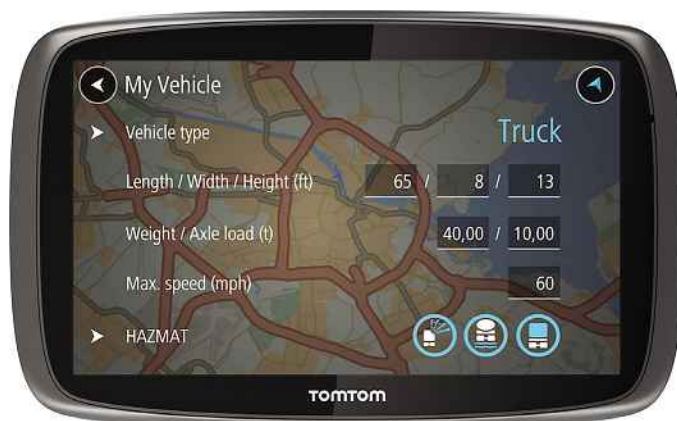 My Vehicle
Vehicle type Truck
Length / Width / Height (ft) 65 / 8 / 13
Weight / Axle load (t) 40,00 / 10,00
Max. speed (mph) 60
HAZMAT
TOMTOM